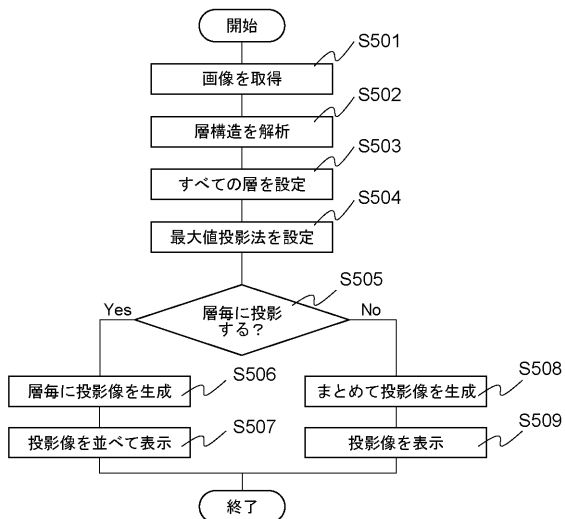 開始
S501
画像を取得
S502
層構造を解析
S503
すべての層を設定
S504
最大値投影法を設定
S505
層毎に投影
する？
Yes
No
層毎に投影像を生成
S506
投影像を並べて表示
S507
まとめて投影像を生成
S508
投影像を表示
S509
終了